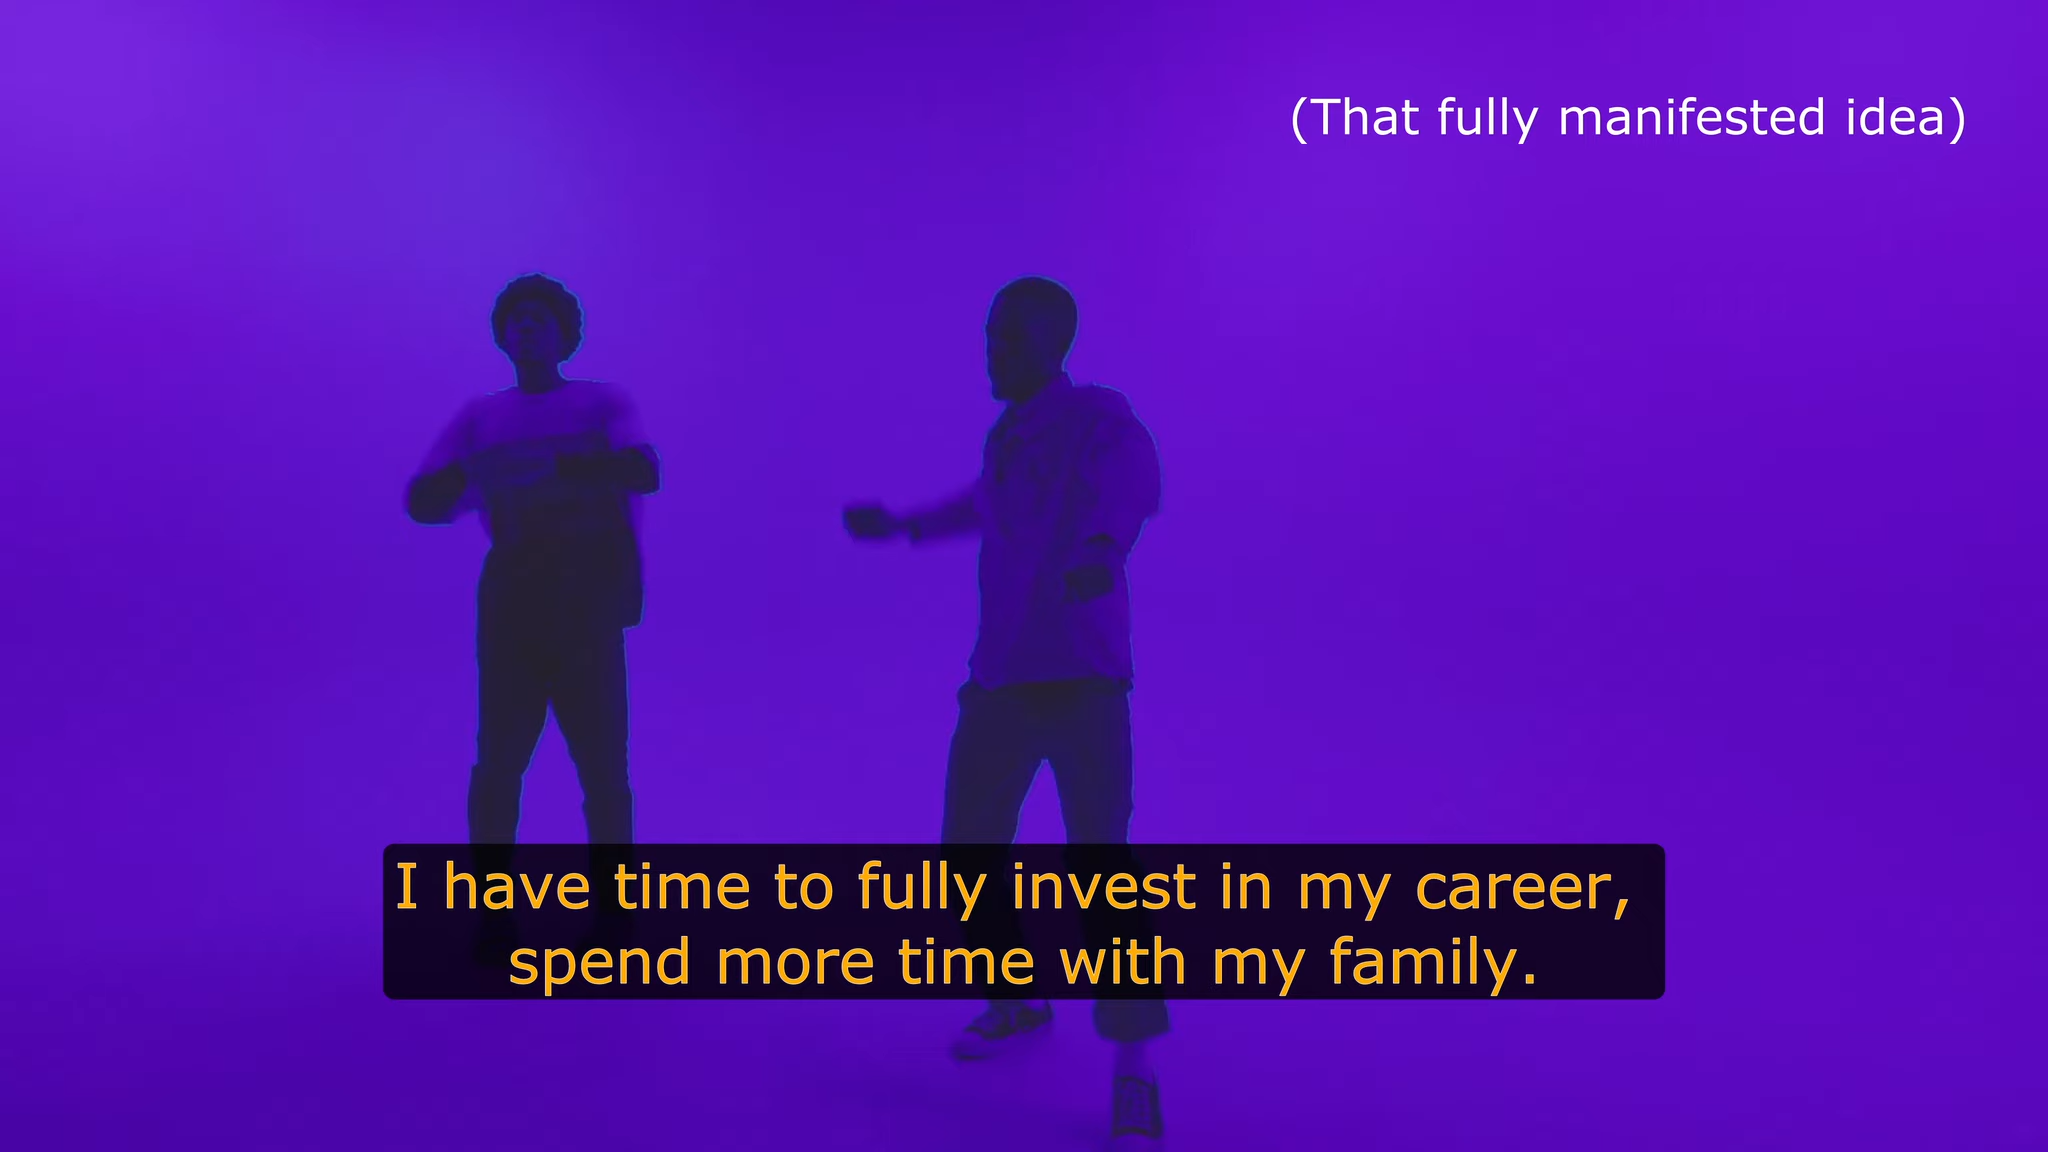 (That fully manifested idea)
I have time to fully invest in my career,
spend more time with my family.